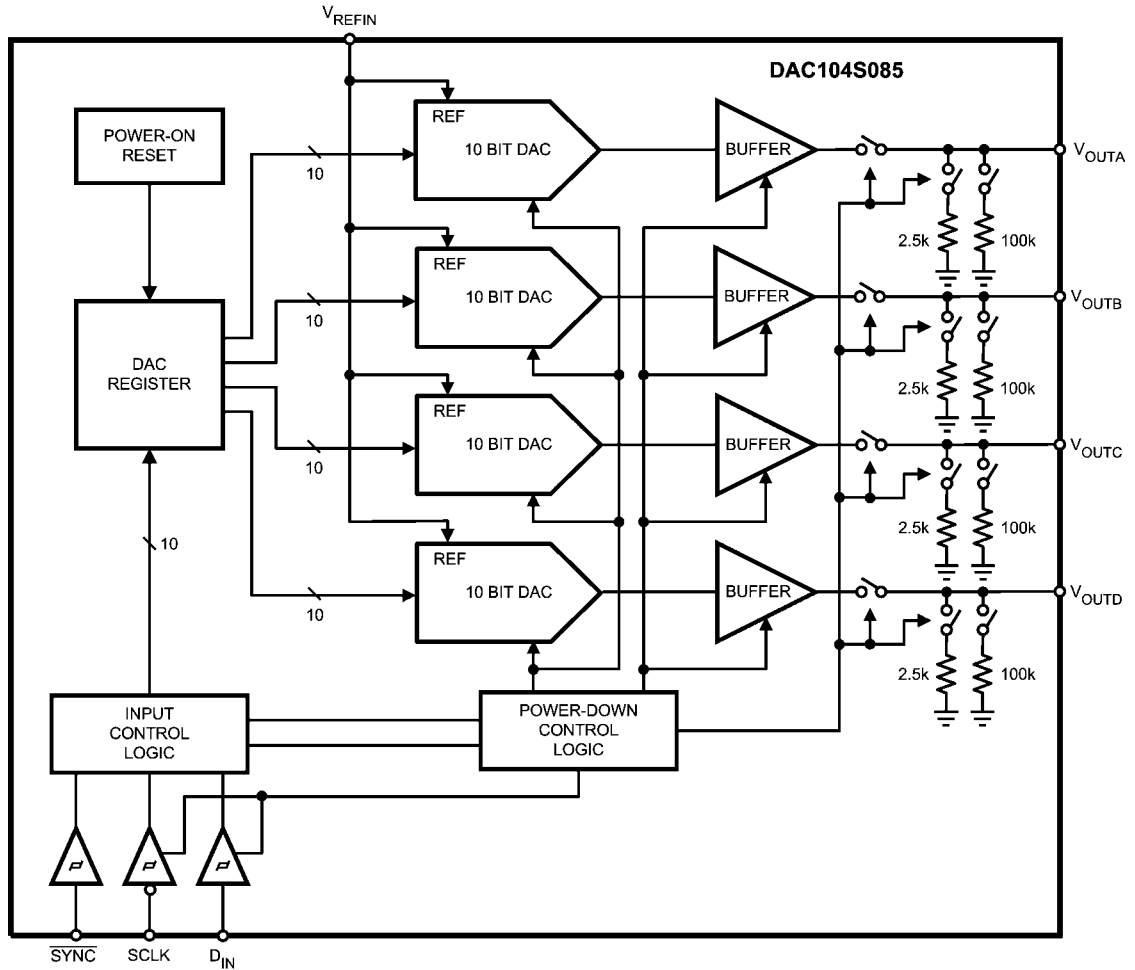 VREFIN
DAC104S085
POWER-ON
RESET
REF
10 BIT DAC
BUFFER
VOUTA
10
2.5k
100k
REF
10 BIT DAC
BUFFER
VOUTB
10
2.5k
100k
DAC
REGISTER
REF
10 BIT DAC
BUFFER
VOUTC
10
2.5k
100k
10
REF
10 BIT DAC
BUFFER
VOUTD
10
2.5k
100k
INPUT
CONTROL
LOGIC
POWER-DOWN
CONTROL
LOGIC
SYNC
SCLK
DIN